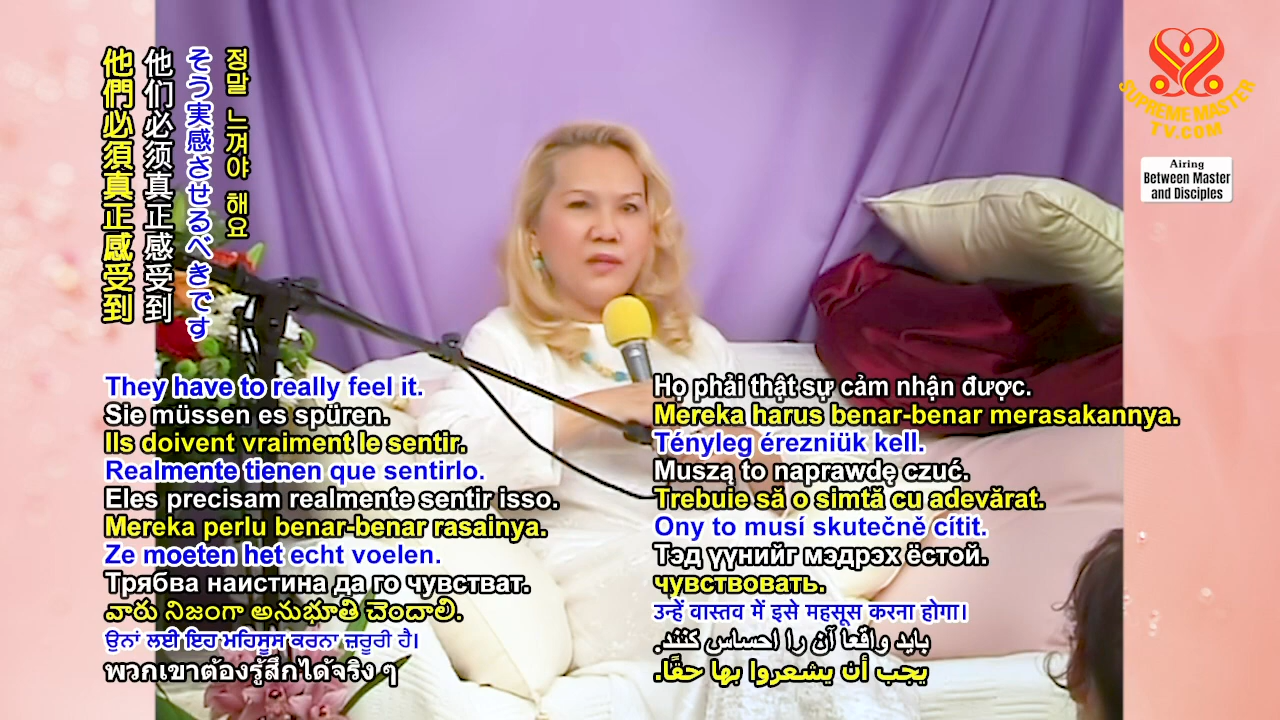 他們必須真正感受到
他们必须真正感受到
そう実感させるべきです
정말 느껴야 해요
SUPREME MASTER
TV.COM
Airing
Between Master
and Disciples
They have to really feel it.
Sie müssen es spüren.
Ils doivent vraiment le sentir.
Realmente tienen que sentirlo.
Eles precisam realmente sentir isso.
Mereka perlu benar-benar rasainya.
Ze moeten het echt voelen.
Трябва наистина да го чувстват.
వారు నిజంగా అనుభూతి చెందాలి.
ਉਨਾਂ ਲਈ ਇਹ ਮਹਿਸੂਸ ਕਰਨਾ ਜ਼ਰੂਰੀ ਹੈ।
พวกเขาต้องรู้สึกได้จริง ๆ
Họ phải thật sự cảm nhận được.
Mereka harus benar-benar merasakannya.
Tényleg érezniük kell.
Muszą to naprawdę czuć.
Trebuie să o simtă cu adevărat.
Ony to musí skutečně cítit.
Тэд үүнийг мэдрэх ёстой.
чувствовать.
उन्हें वास्तव में इसे महसूस करना होगा।
باید واقعا آن را احساس کنند.
يجب أن يشعروا بها حقًا.